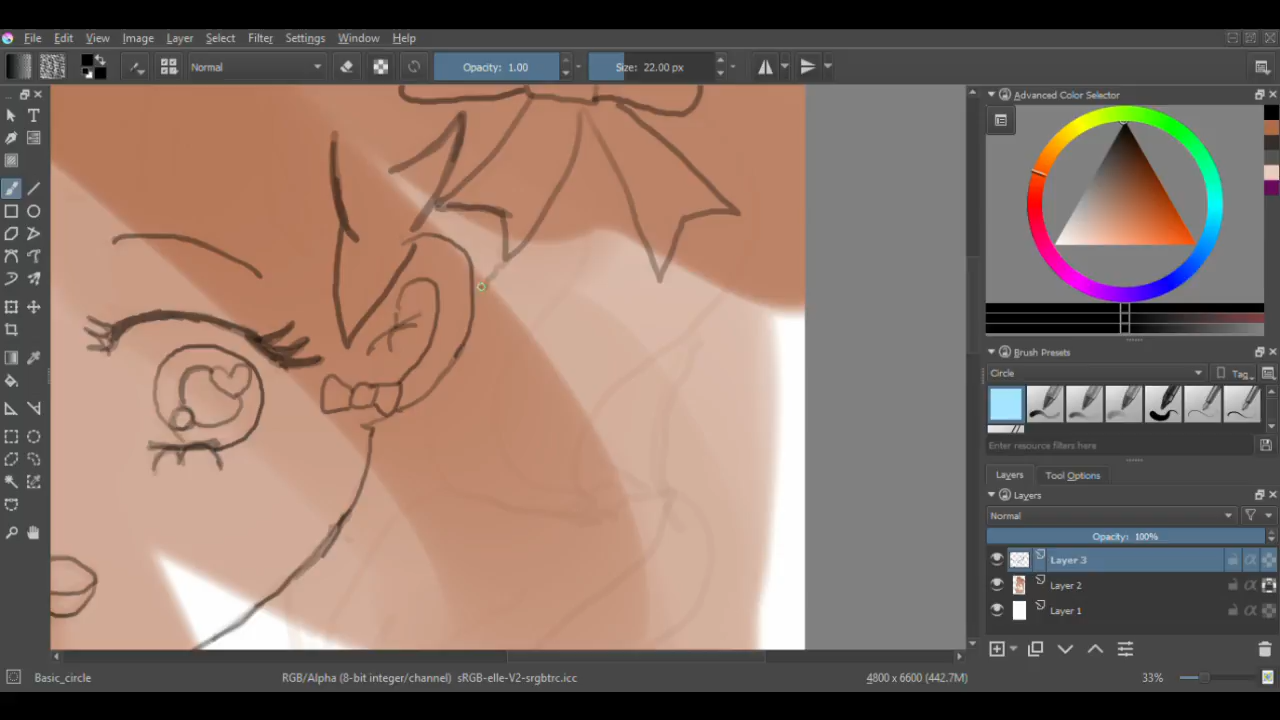 File Edit View Image Layer Select Filter Settings Window Help
Normal Opacity: 1.00 Size: 22.00 px
Advanced Color Selector
Brush Presets
Circle Tag
Enter resource filters here
Layers Tool Options
Layers
Normal
Opacity: 100%
Layer 3
Layer 2
Layer 1
Basic_circle RGB/Alpha (8-bit integer/channel) sRGB-elle-V2-srgbtrc.icc 4800 x 6600 (442.7M) 33%